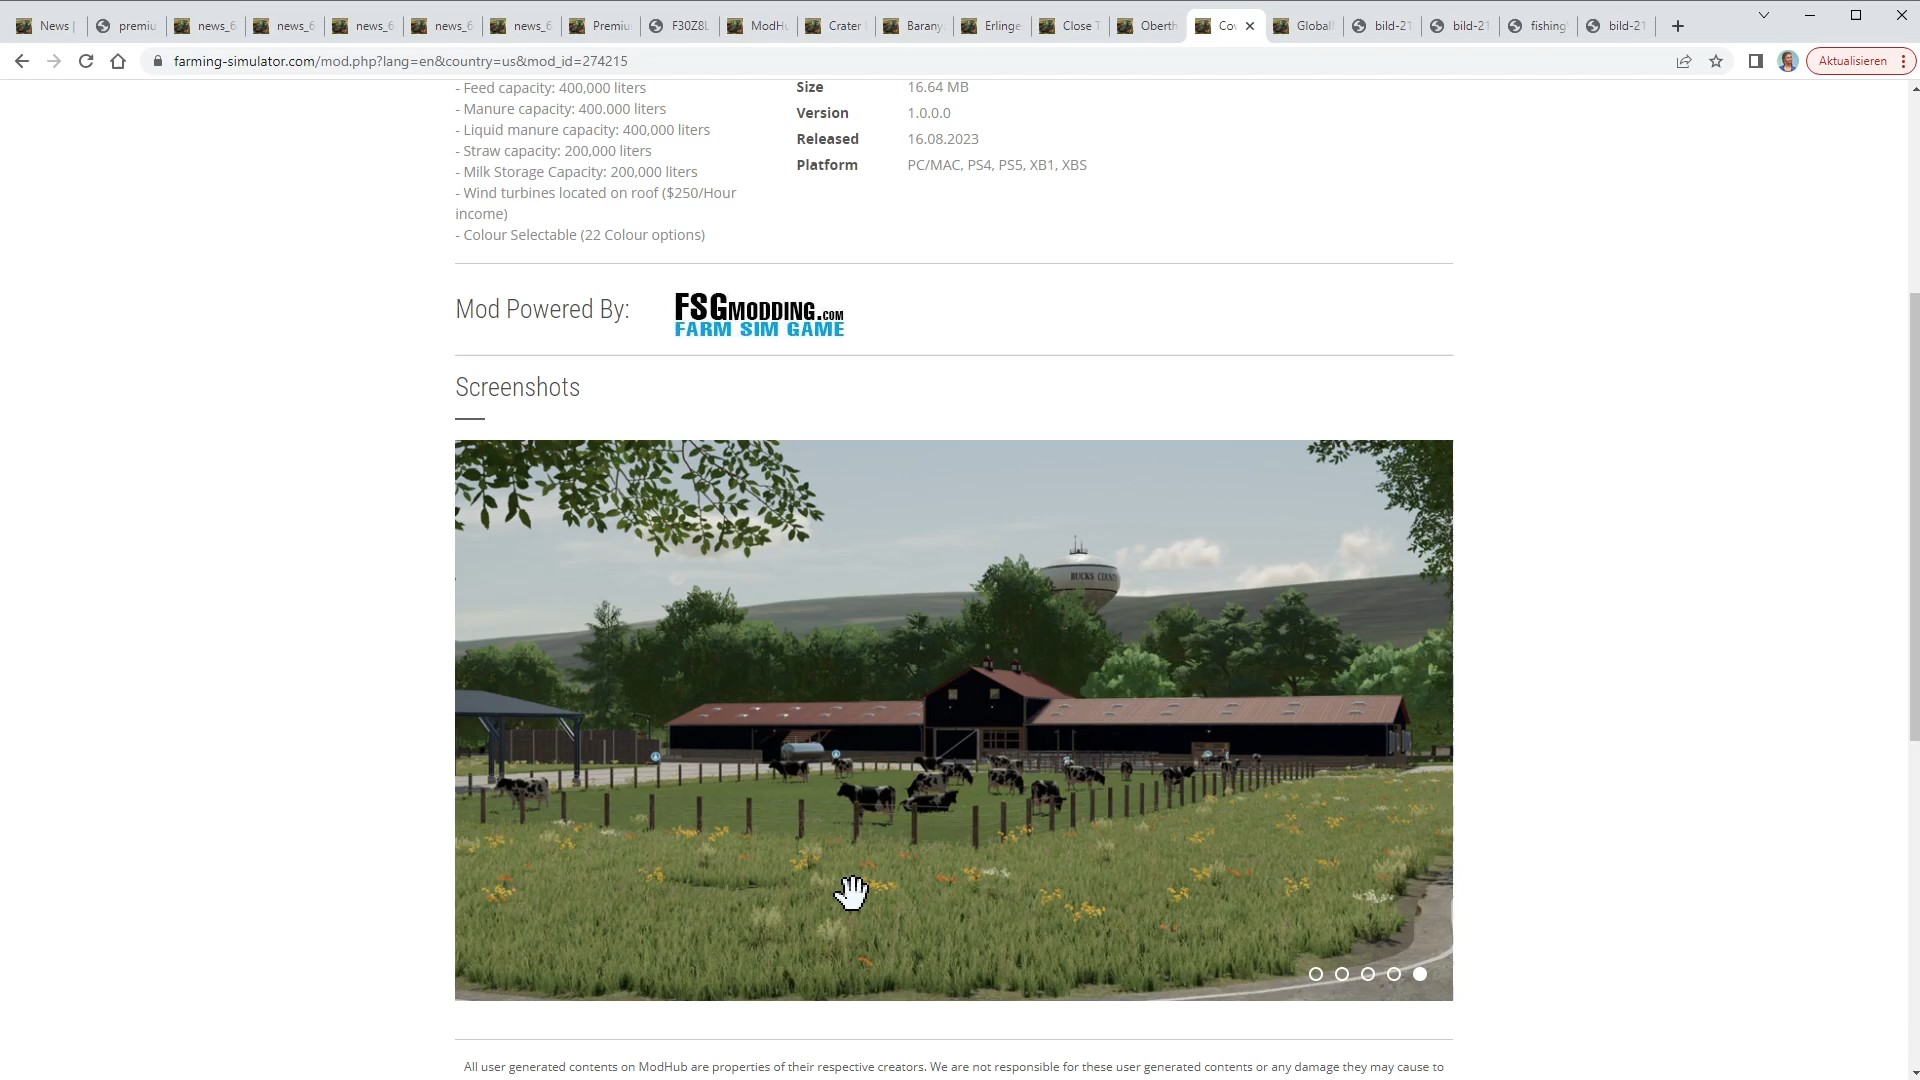 News |
premiu
news_6
news_6
news_6
news_6
news_6
Premiu
F30Z8L
ModHu
Crater
Barany
Erlinge
Close T
Oberth
Cov
Global
bild-21
bild-21
fishing
bild-21
farming-simulator.com/mod.php?lang=en&country=us&mod_id=274215
Aktualisieren
- Feed capacity: 400,000 liters
- Manure capacity: 400.000 liters
- Liquid manure capacity: 400,000 liters
- Straw capacity: 200,000 liters
- Milk Storage Capacity: 200,000 liters
- Wind turbines located on roof ($250/Hour
income)
- Colour Selectable (22 Colour options)
Size 16.64 MB
Version 1.0.0.0
Released 16.08.2023
Platform PC/MAC, PS4, PS5, XB1, XBS
Mod Powered By:
FSGMODDING.COM
FARM SIM GAME
Screenshots
BUCKS COUNT
All user generated contents on ModHub are properties of their respective creators. We are not responsible for these user generated contents or any damage they may cause to